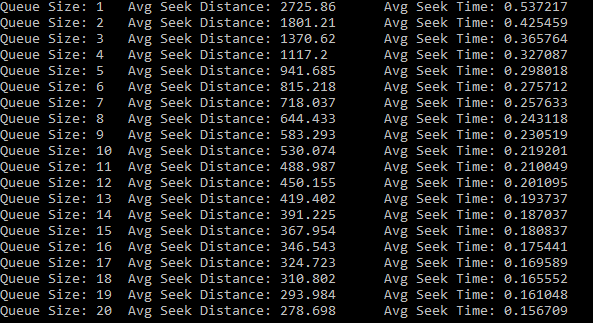 Queue Size: 1 Avg Seek Distance: 2725.86 Avg Seek Time: 0.537217
Queue Size: 2 Avg Seek Distance: 1801.21 Avg Seek Time: 0.425459
Queue Size: 3 Avg Seek Distance: 1370.62 Avg Seek Time: 0.365764
Queue Size: 4 Avg Seek Distance: 1117.2 Avg Seek Time: 0.327087
Queue Size: 5 Avg Seek Distance: 941.685 Avg Seek Time: 0.298018
Queue Size: 6 Avg Seek Distance: 815.218 Avg Seek Time: 0.275712
Queue Size: 7 Avg Seek Distance: 718.037 Avg Seek Time: 0.257633
Queue Size: 8 Avg Seek Distance: 644.433 Avg Seek Time: 0.243118
Queue Size: 9 Avg Seek Distance: 583.293 Avg Seek Time: 0.230519
Queue Size: 10 Avg Seek Distance: 530.074 Avg Seek Time: 0.219201
Queue Size: 11 Avg Seek Distance: 488.987 Avg Seek Time: 0.210049
Queue Size: 12 Avg Seek Distance: 450.155 Avg Seek Time: 0.201095
Queue Size: 13 Avg Seek Distance: 419.402 Avg Seek Time: 0.193737
Queue Size: 14 Avg Seek Distance: 391.225 Avg Seek Time: 0.187037
Queue Size: 15 Avg Seek Distance: 367.954 Avg Seek Time: 0.180837
Queue Size: 16 Avg Seek Distance: 346.543 Avg Seek Time: 0.175441
Queue Size: 17 Avg Seek Distance: 324.723 Avg Seek Time: 0.169589
Queue Size: 18 Avg Seek Distance: 310.802 Avg Seek Time: 0.165552
Queue Size: 19 Avg Seek Distance: 293.984 Avg Seek Time: 0.161048
Queue Size: 20 Avg Seek Distance: 278.698 Avg Seek Time: 0.156709